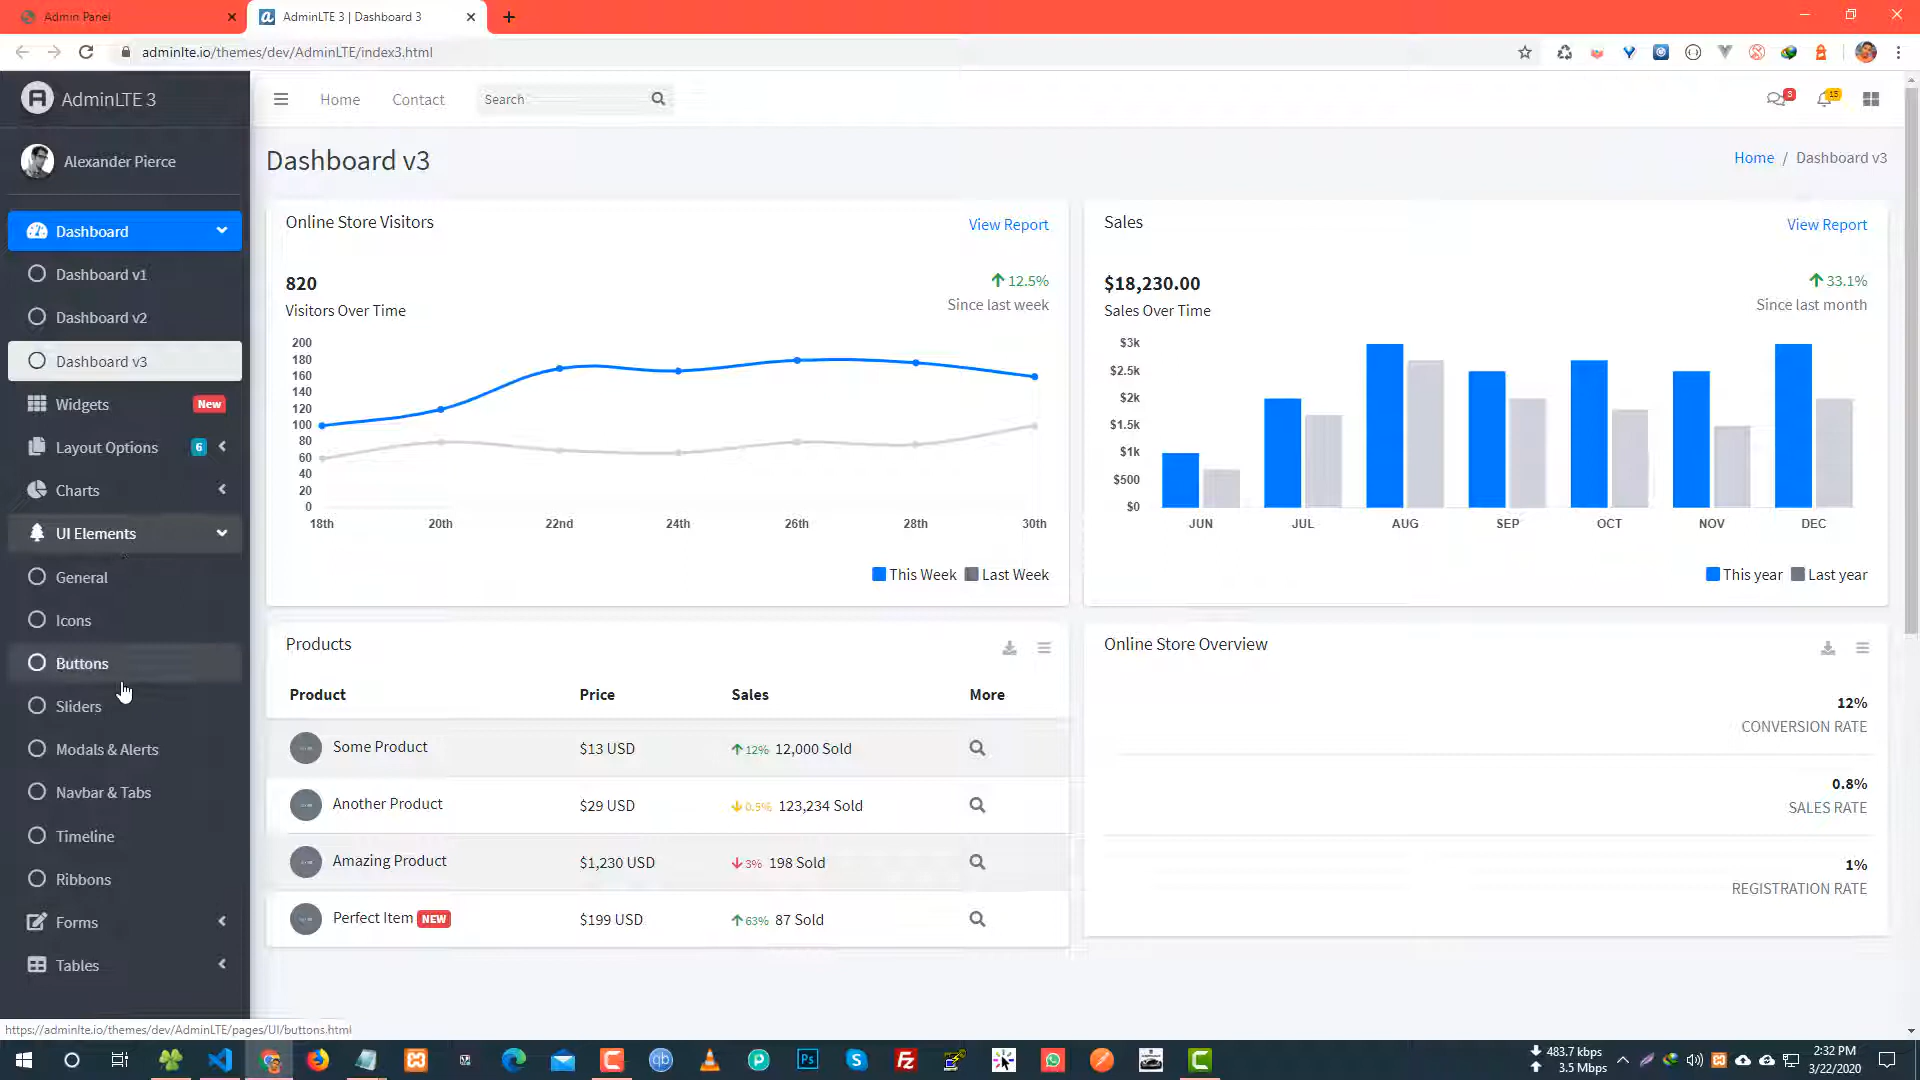 Admin Panel
AdminLTE 3 | Dashboard 3
adminlte.io/themes/dev/AdminLTE/index3.html
AdminLTE 3
Home
Contact
Search
3
15
Alexander Pierce
Dashboard v3
Home / Dashboard v3
Dashboard
Dashboard v1
Dashboard v2
Dashboard v3
Widgets
New
Layout Options
6
Charts
UI Elements
General
Icons
Buttons
Sliders
Modals & Alerts
Navbar & Tabs
Timeline
Ribbons
Forms
Tables
Online Store Visitors
View Report
820
Visitors Over Time
12.5%
Since last week
200
180
160
140
120
100
80
60
40
20
0
18th 20th 22nd 24th 26th 28th 30th
This Week Last Week
Sales
View Report
$18,230.00
Sales Over Time
33.1%
Since last month
$3k
$2.5k
$2k
$1.5k
$1k
$500
$0
JUN JUL AUG SEP OCT NOV DEC
This year Last year
Products
Product Price Sales More
Some Product $13 USD 12% 12,000 Sold
Another Product $29 USD 0.5% 123,234 Sold
Amazing Product $1,230 USD 3% 198 Sold
Perfect Item NEW $199 USD 63% 87 Sold
Online Store Overview
12%
CONVERSION RATE
0.8%
SALES RATE
1%
REGISTRATION RATE
https://adminlte.io/themes/dev/AdminLTE/pages/UI/buttons.html
483.7 kbps
3.5 Mbps
2:32 PM
3/22/2020